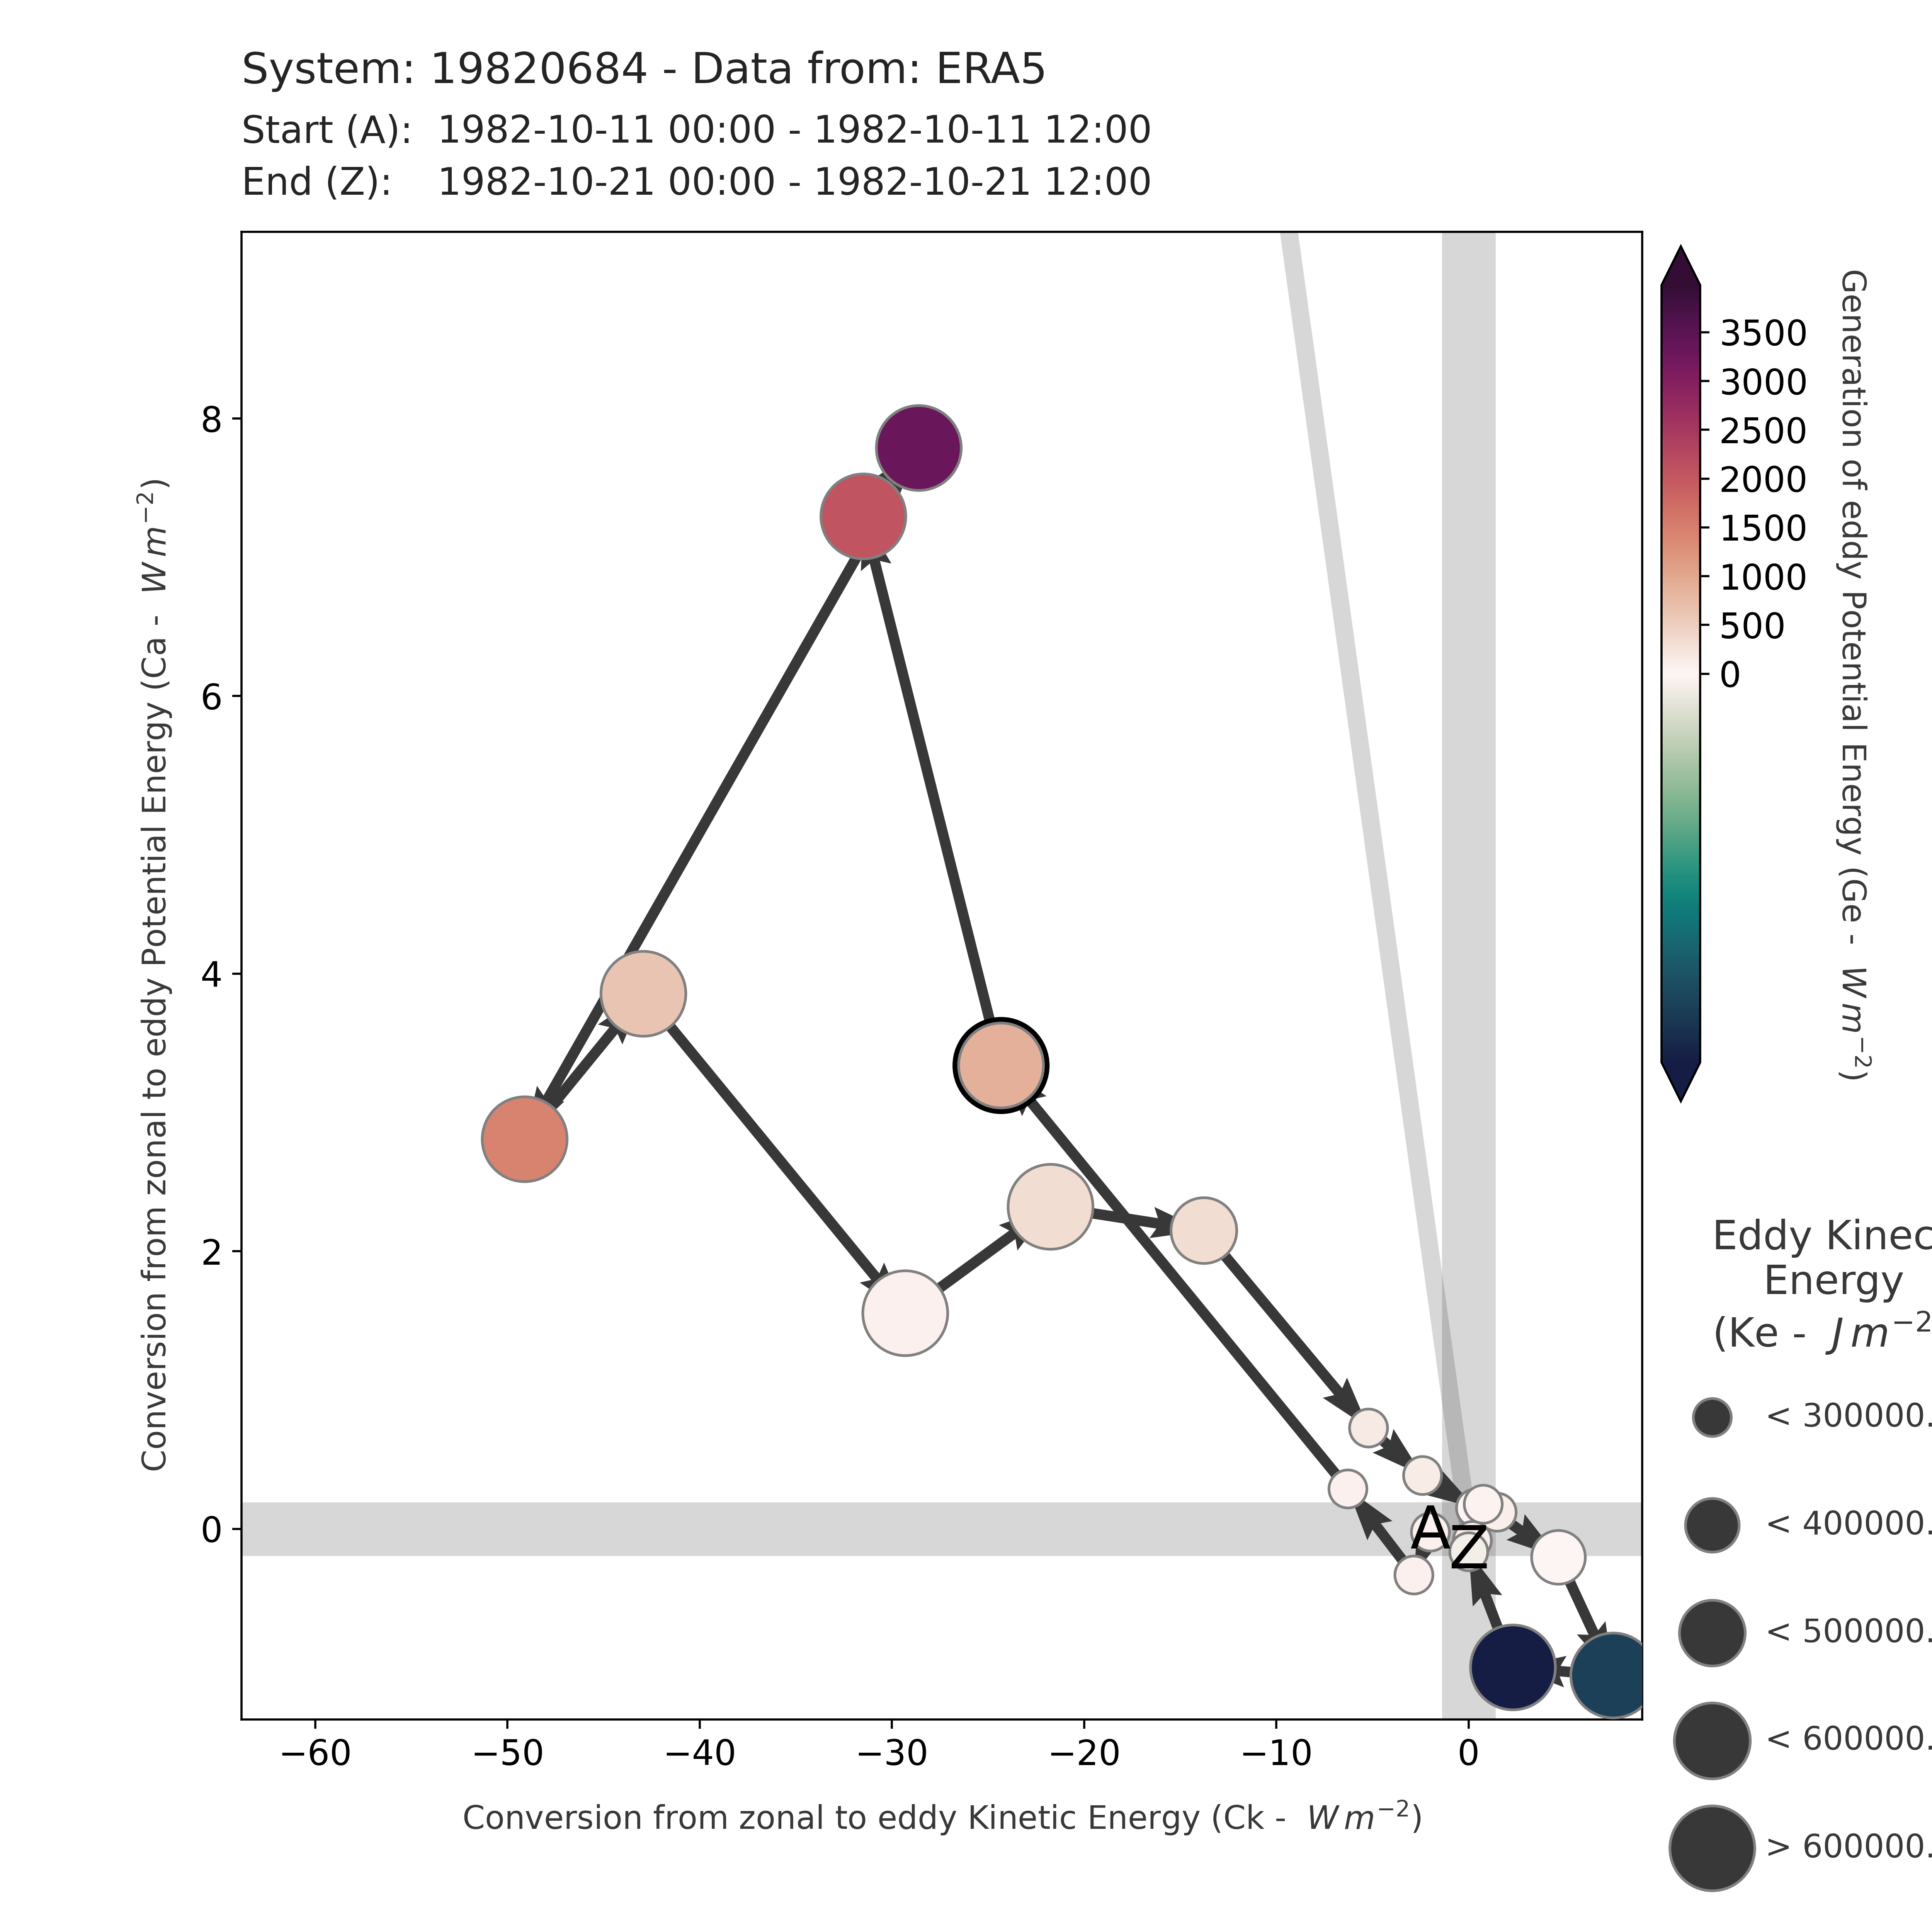 System: 19820684 - Data from: ERA5
Start (A): 1982-10-11 00:00 - 1982-10-11 12:00
End (Z): 1982-10-21 00:00 - 1982-10-21 12:00
Conversion from zonal to eddy Potential Energy (Ca - W m⁻²)
8
6
4
2
0
A
Z
−60
−50
−40
−30
−20
−10
0
Conversion from zonal to eddy Kinetic Energy (Ck - W m⁻²)
3500
3000
2500
2000
1500
1000
500
0
Generation of eddy Potential Energy (Ge - W m⁻²)
Eddy Kinec
Energy
(Ke - J m⁻²
< 300000.
< 400000.
< 500000.
< 600000.
> 600000.